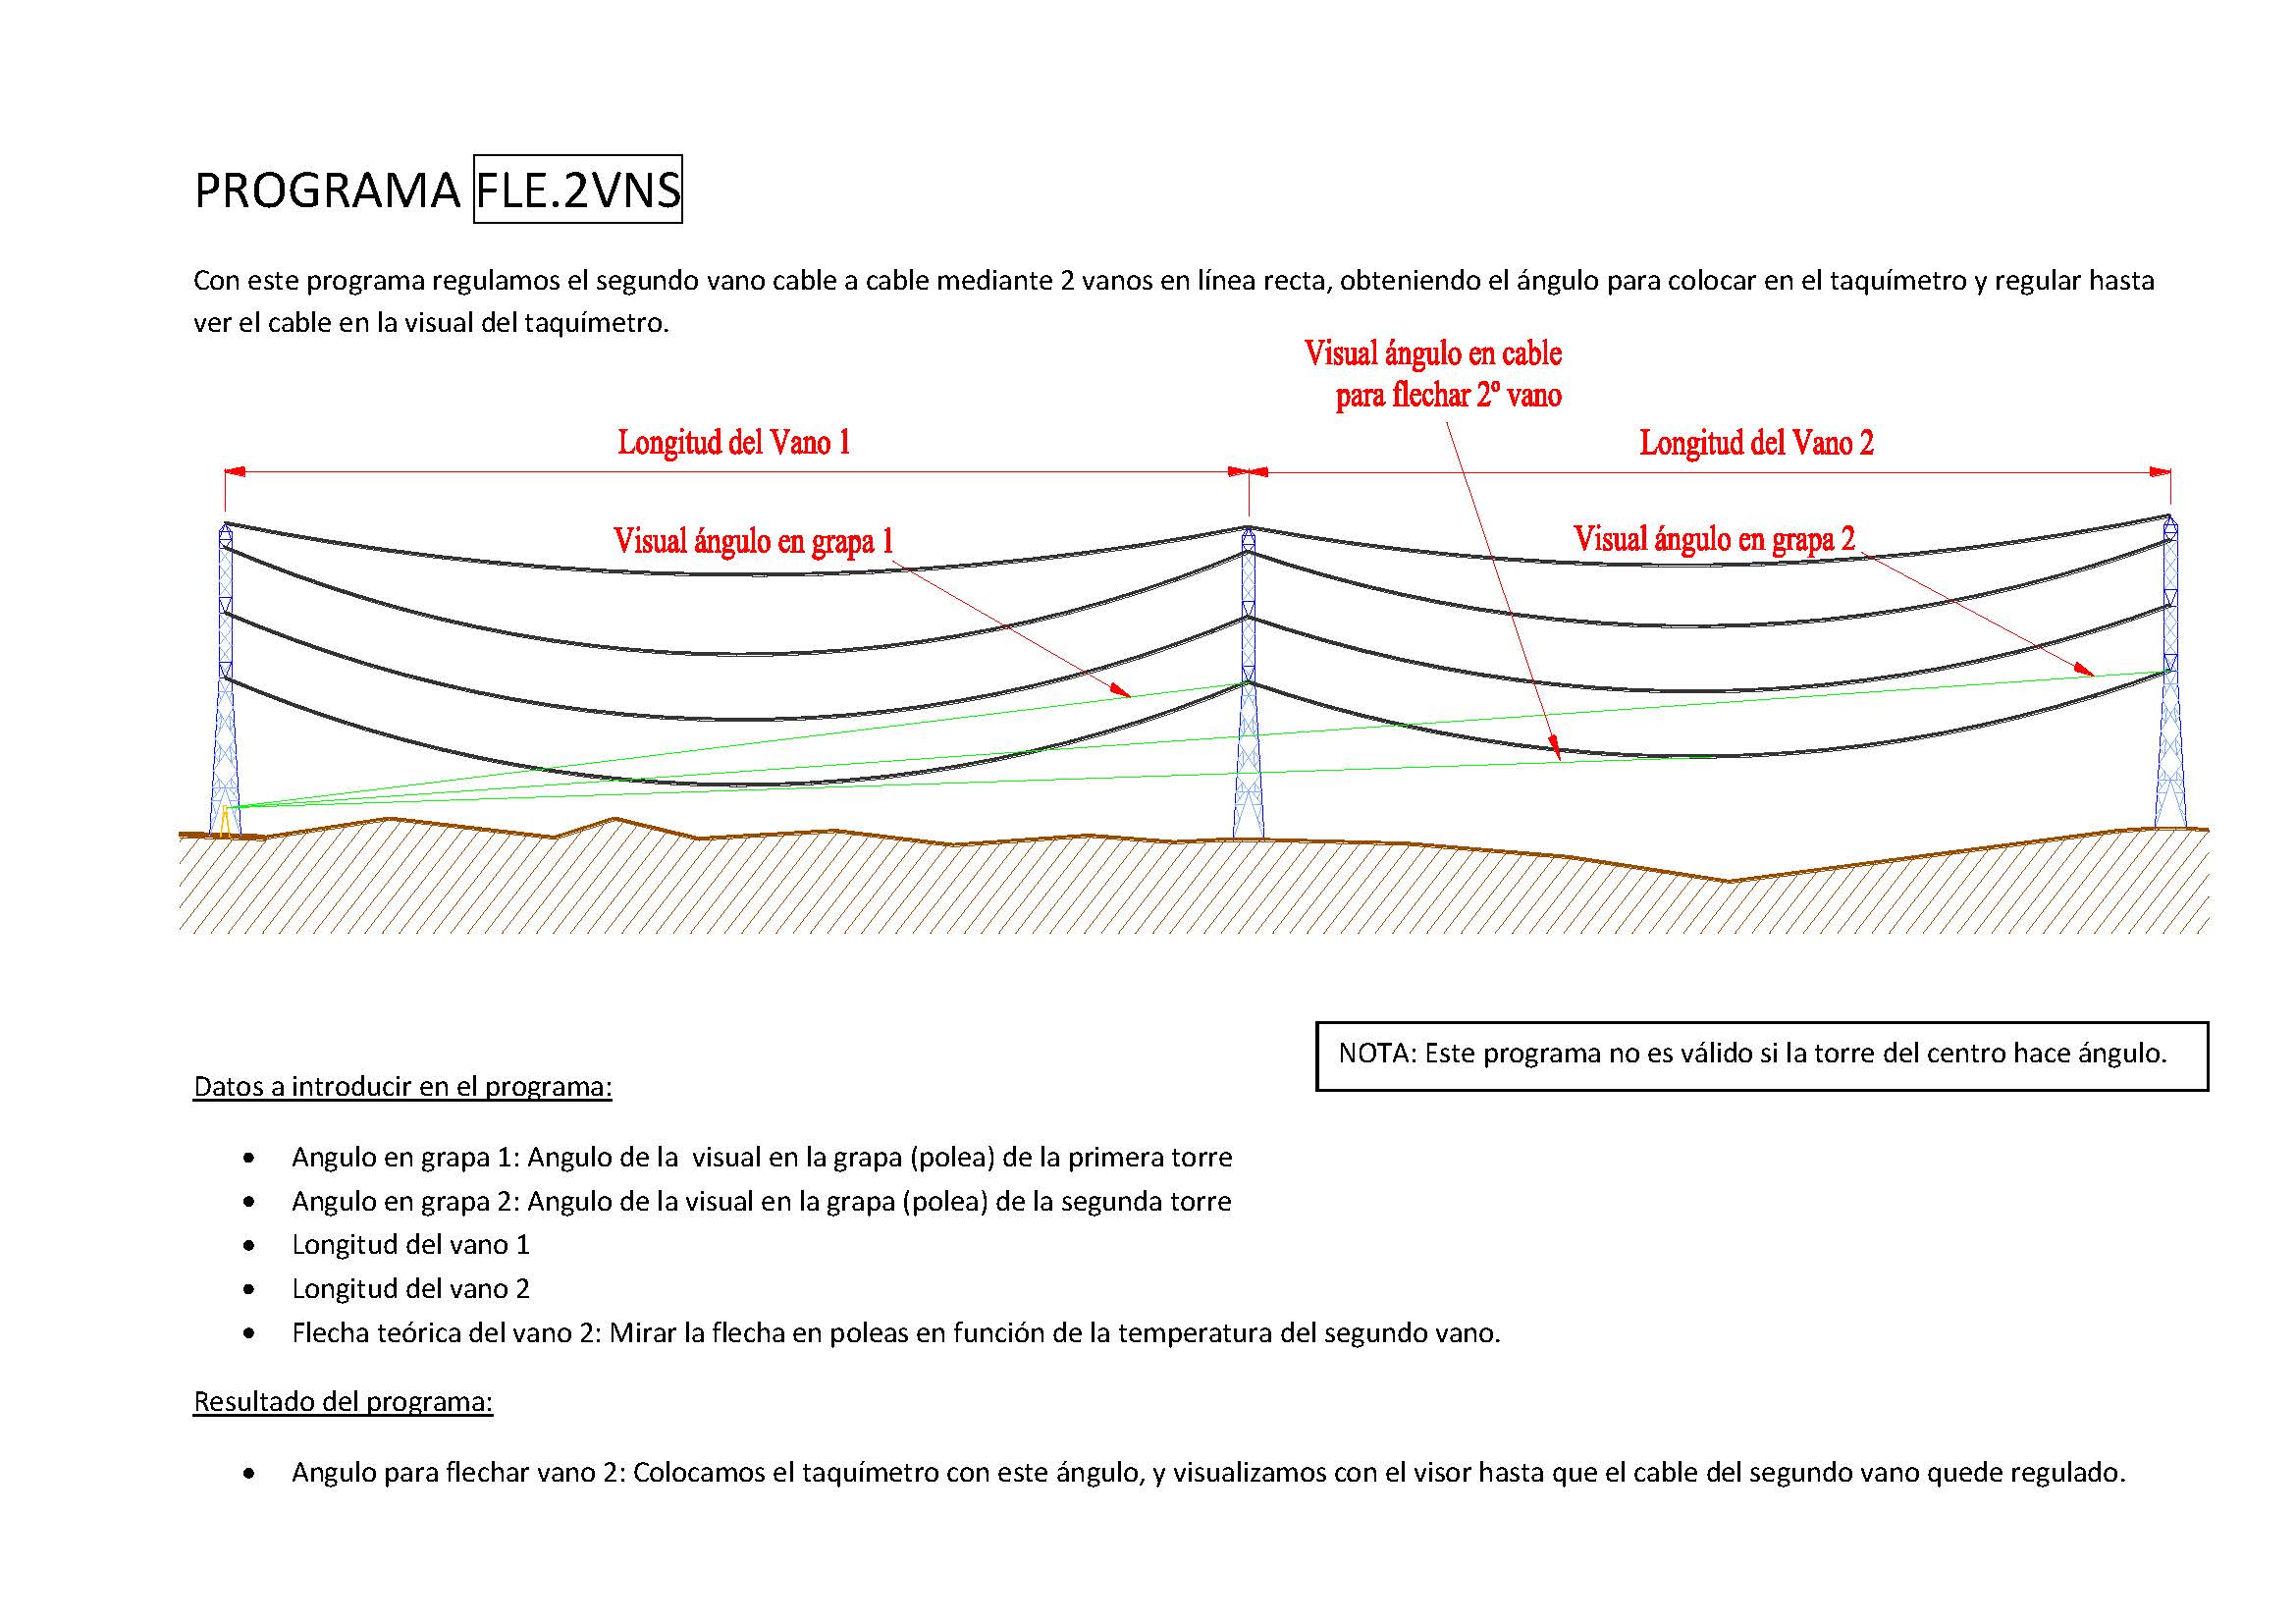 PROGRAMA FLE.2VNS
Con este programa regulamos el segundo vano cable a cable mediante 2 vanos en línea recta, obteniendo el ángulo para colocar en el taquímetro y regular hasta
ver el cable en la visual del taquímetro.
Visual ángulo en cable
para flechar 2º vano
Longitud del Vano 1
Longitud del Vano 2
Visual ángulo en grapa 1
Visual ángulo en grapa 2
NOTA: Este programa no es válido si la torre del centro hace ángulo.
Datos a introducir en el programa:
• Angulo en grapa 1: Angulo de la  visual en la grapa (polea) de la primera torre
• Angulo en grapa 2: Angulo de la visual en la grapa (polea) de la segunda torre
• Longitud del vano 1
• Longitud del vano 2
• Flecha teórica del vano 2: Mirar la flecha en poleas en función de la temperatura del segundo vano.
Resultado del programa:
• Angulo para flechar vano 2: Colocamos el taquímetro con este ángulo, y visualizamos con el visor hasta que el cable del segundo vano quede regulado.